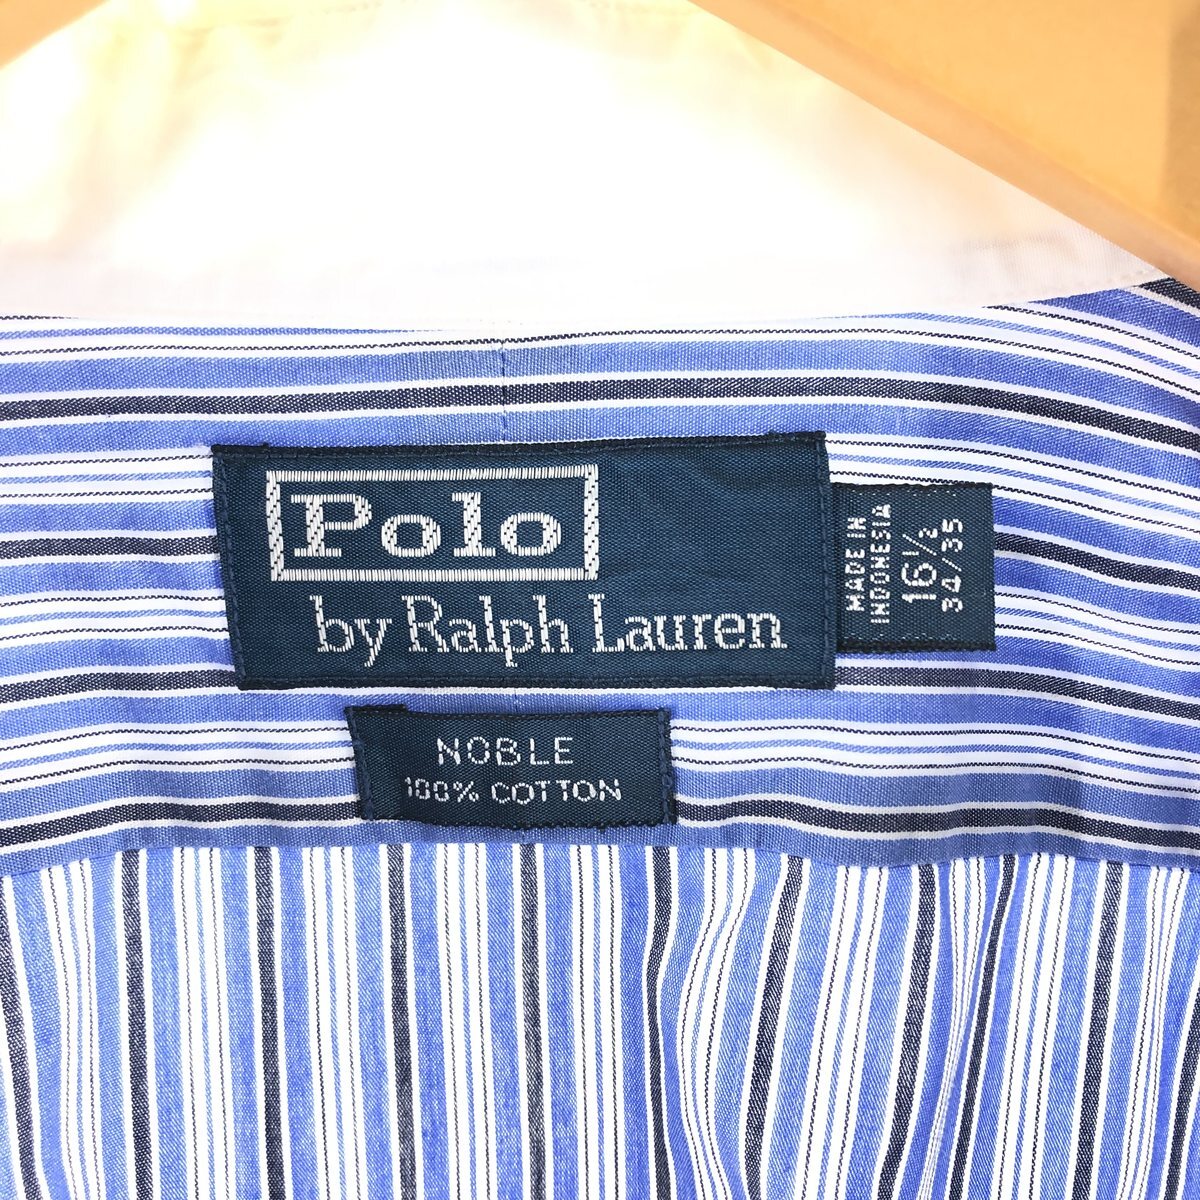 Polo
by Ralph Lauren
MADE IN
INDONESIA
16½
34/35
NOBLE
100% COTTON